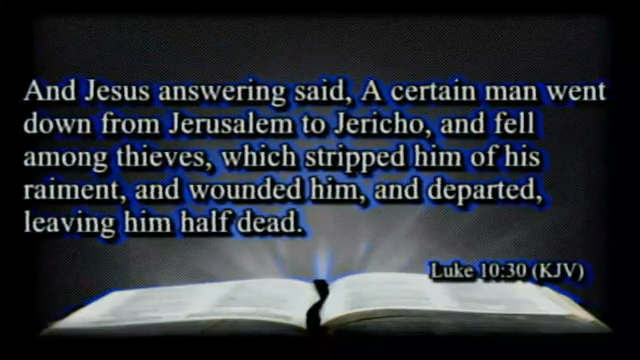 And Jesus answering said, A certain man went
down from Jerusalem to Jericho, and fell
among thieves, which stripped him of his
raiment, and wounded him, and departed,
leaving him half dead.
Luke 10:30 (KJV)